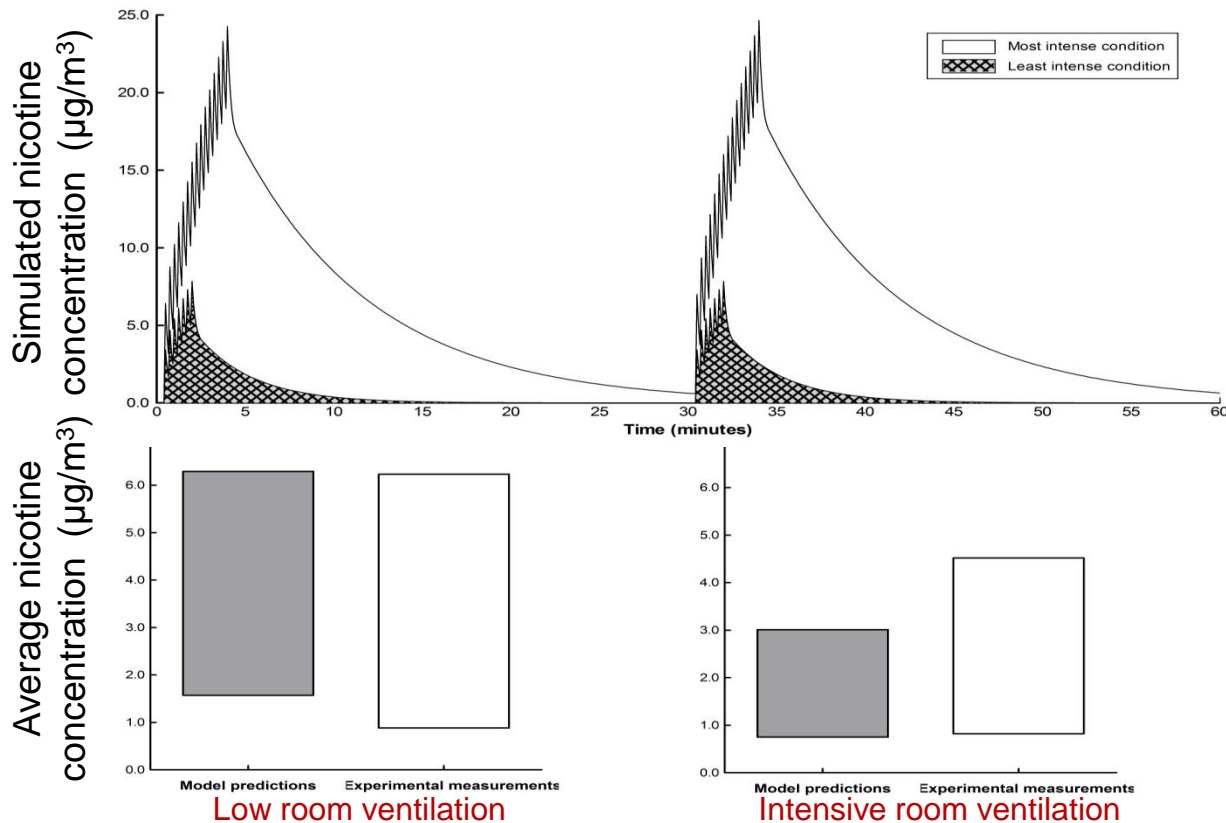 Simulated nicotine
concentration (µg/m³)
25.0
20.0
15.0
10.0
5.0
0.0
Most intense condition
Least intense condition
0 5 10 15 20 25 30 35 40 45 50 55 60
Time (minutes)
Average nicotine
concentration (µg/m³)
6.0
5.0
4.0
3.0
2.0
1.0
0.0
Model predictions Experimental measurements
Low room ventilation
6.0
5.0
4.0
3.0
2.0
1.0
0.0
Model predictions Experimental measurements
Intensive room ventilation